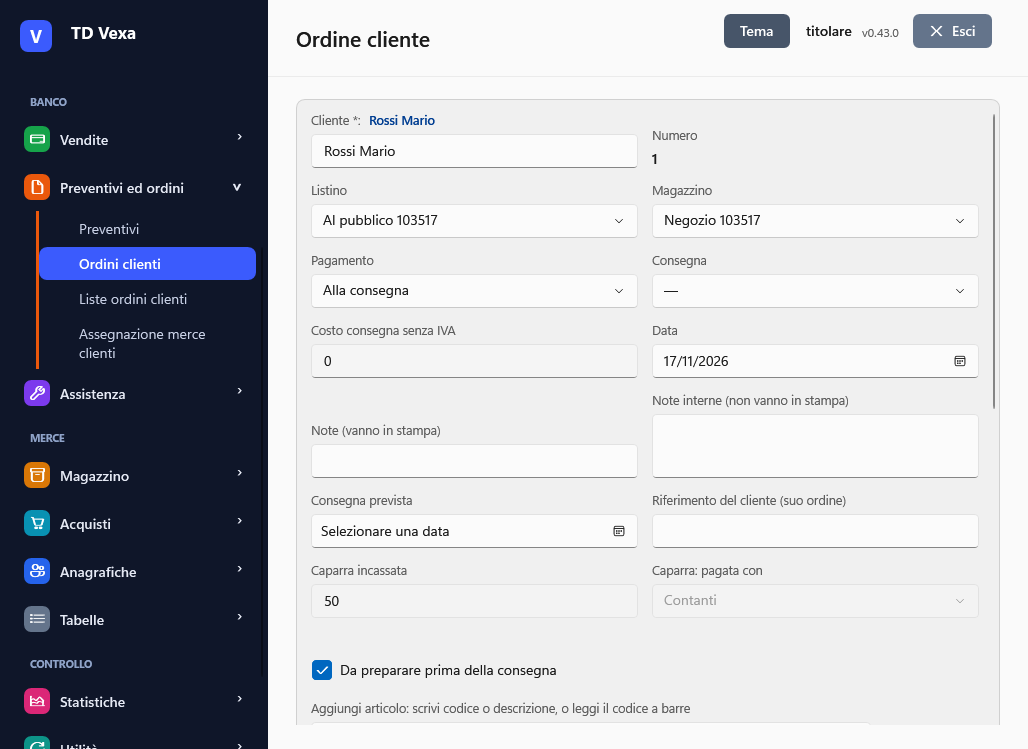 V TD Vexa
BANCO
Vendite
Preventivi ed ordini
Preventivi
Ordini clienti
Liste ordini clienti
Assegnazione merce
clienti
Assistenza
MERCE
Magazzino
Acquisti
Anagrafiche
Tabelle
CONTROLLO
Statistiche
Utilità
Ordine cliente
Tema titolare v0.43.0 Esci
Cliente *: Rossi Mario
Rossi Mario
Numero
1
Listino
Al pubblico 103517
Magazzino
Negozio 103517
Pagamento
Alla consegna
Consegna
—
Costo consegna senza IVA
0
Data
17/11/2026
Note (vanno in stampa)
Note interne (non vanno in stampa)
Consegna prevista
Selezionare una data
Riferimento del cliente (suo ordine)
Caparra incassata
50
Caparra: pagata con
Contanti
Da preparare prima della consegna
Aggiungi articolo: scrivi codice o descrizione, o leggi il codice a barre